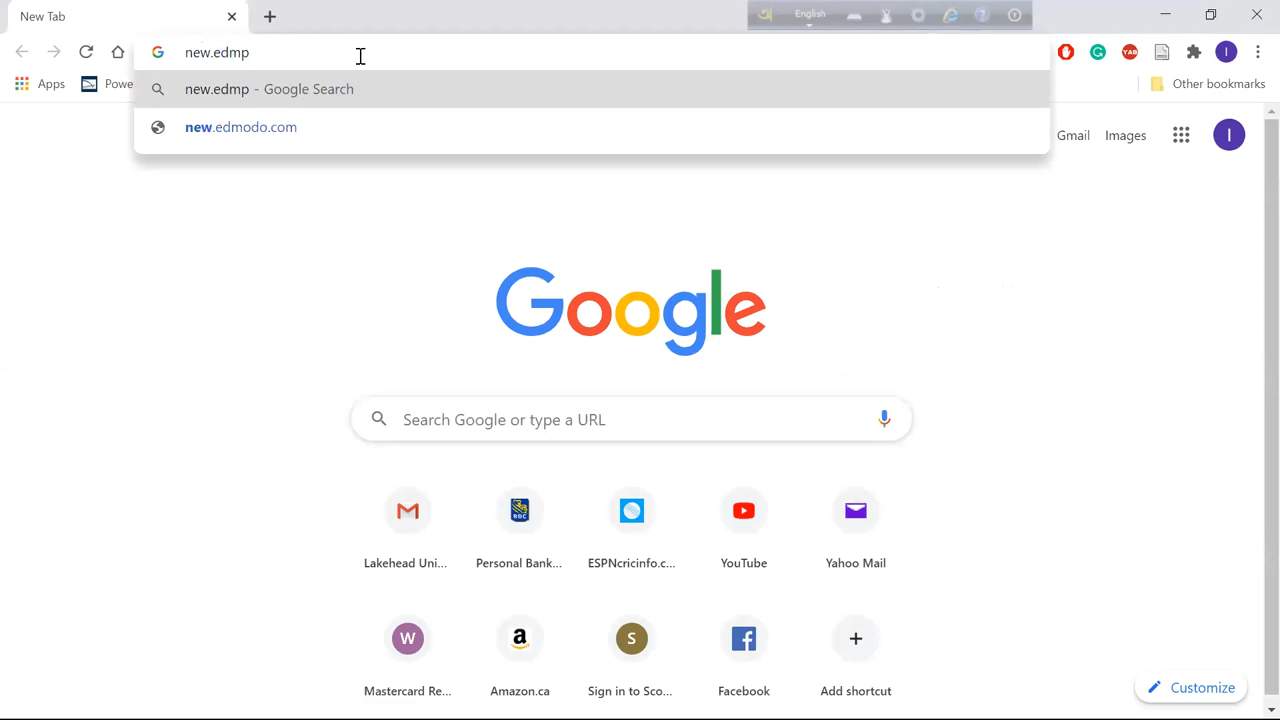 New Tab
English
new.edmp
new.edmp - Google Search
new.edmodo.com
Apps
Powe
Other bookmarks
Gmail
Images
I
Google
Search Google or type a URL
Lakehead Uni...
RBC
Personal Bank...
ESPNcricinfo.c...
YouTube
Yahoo Mail
W
Mastercard Re...
Amazon.ca
S
Sign in to Sco...
Facebook
Add shortcut
Customize